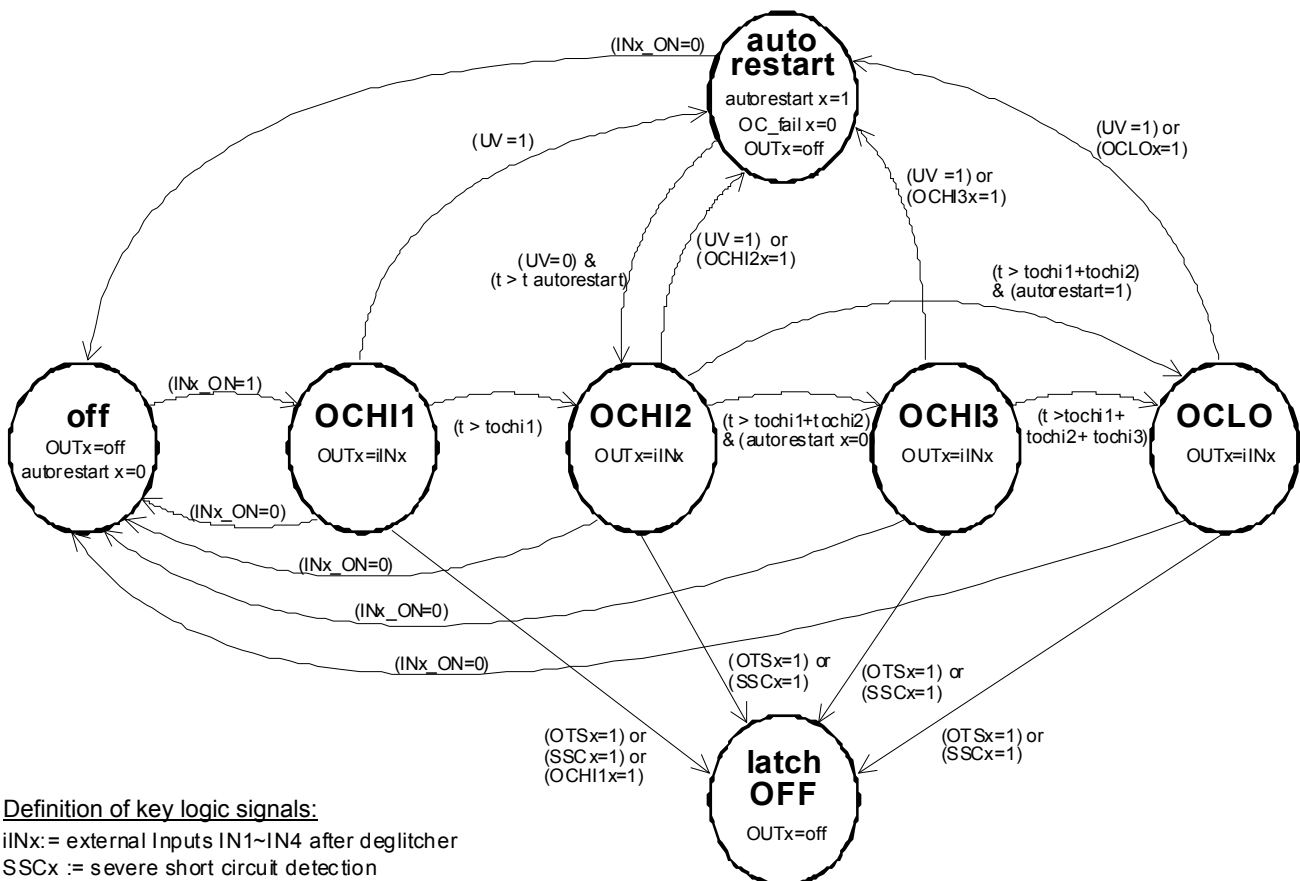 (INx_ON=0)
auto
restart
autorestart x=1
OC_fail x=0
OUTx=off
(UV =1)
(UV =1) or
(OCLOx=1)
(UV =1) or
(OCHI3x=1)
(UV =1) or
(OCHI2x=1)
(UV=0) &
(t > t autorestart)
(t > tochi1+tochi2)
& (autorestart=1)
off
OUTx=off
autorestart x=0
(INx_ON=1)
OCHI1
OUTx=iINx
(t > tochi1)
OCHI2
OUTx=iINx
(t > tochi1+tochi2)
& (autorestart x=0
OCHI3
OUTx=iINx
(t >tochi1+
tochi2+ tochi3)
OCLO
OUTx=iINx
(INx_ON=0)
(INx_ON=0)
(INx_ON=0)
(INx_ON=0)
(OTSx=1) or
(SSCx=1) or
(OCHI1x=1)
(OTSx=1) or
(SSCx=1)
(OTSx=1) or
(SSCx=1)
(OTSx=1) or
(SSCx=1)
latch
OFF
OUTx=off
Definition of key logic signals:
iINx:= external Inputs IN1~IN4 after deglitcher
SSCx := severe short circuit detection